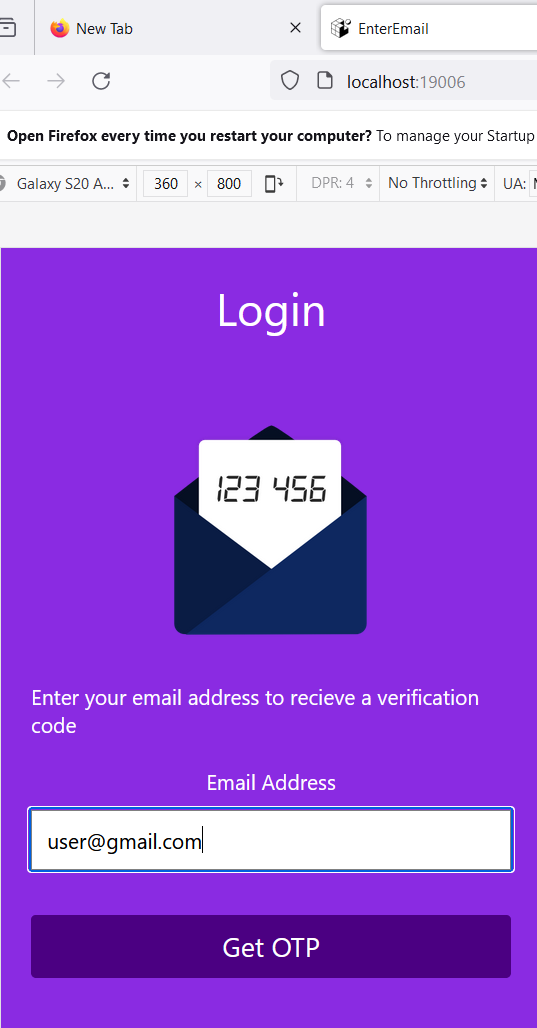 New Tab
EnterEmail
localhost:19006
Open Firefox every time you restart your computer? To manage your Startup
Galaxy S20 A... 360 × 800 DPR: 4 No Throttling UA:
Login
123 456
Enter your email address to recieve a verification
code
Email Address
user@gmail.com
Get OTP